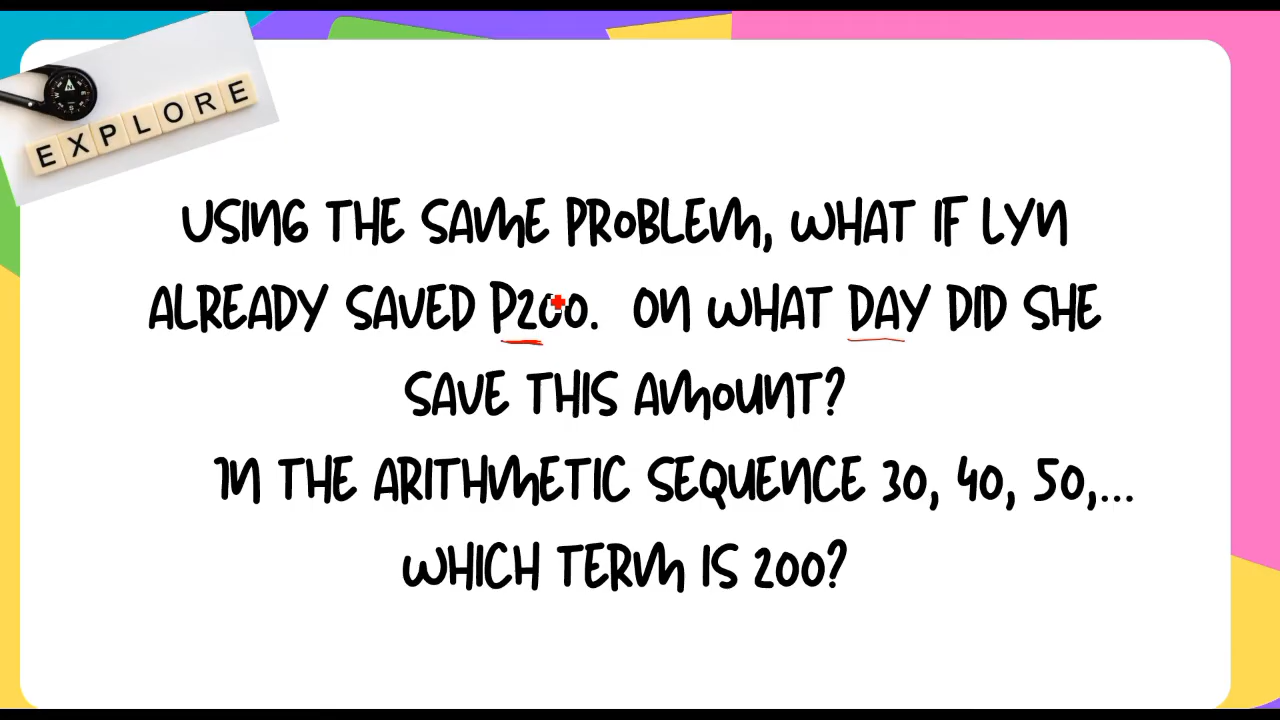 EXPLORE
USING THE SAME PROBLEM, WHAT IF LYN
ALREADY SAVED P200. ON WHAT DAY DID SHE
SAVE THIS AMOUNT?
IN THE ARITHMETIC SEQUENCE 30, 40, 50,...
WHICH TERM IS 200?